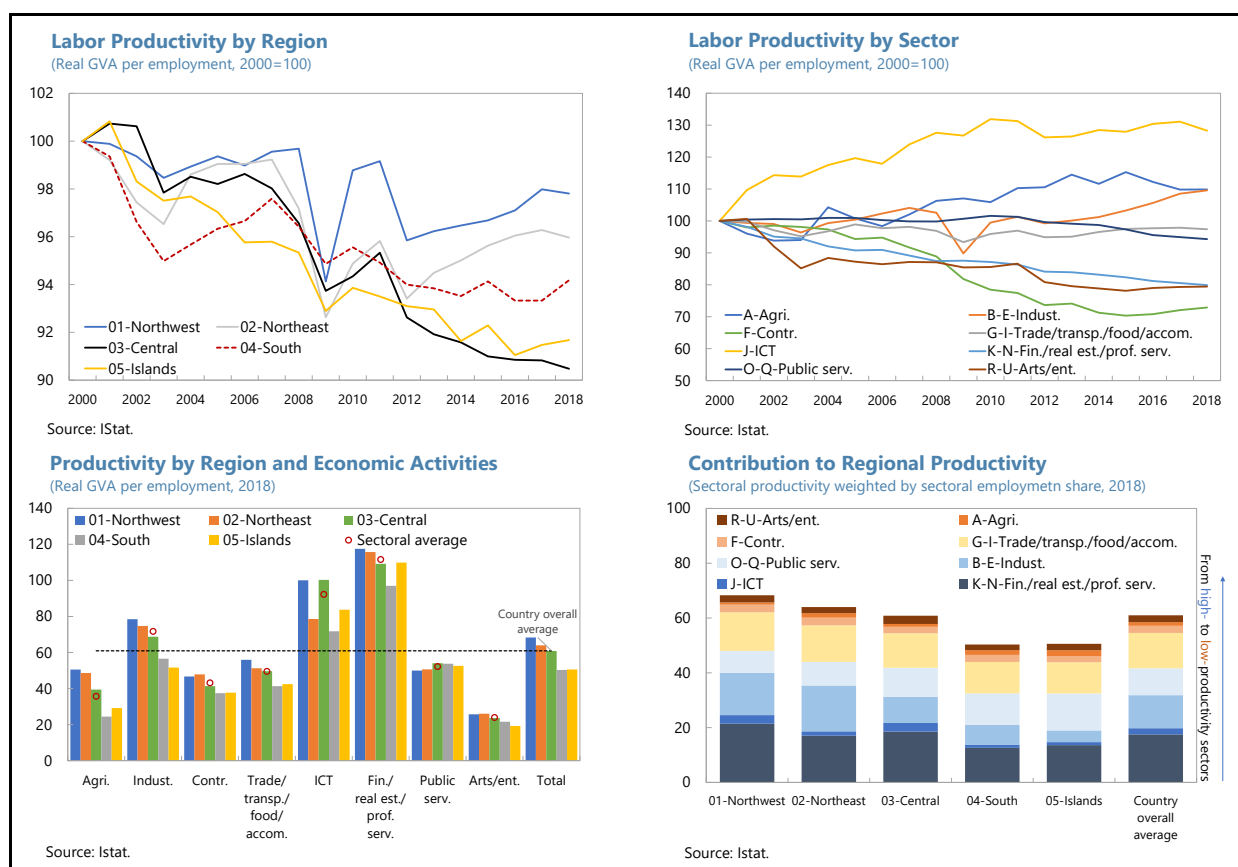 Labor Productivity by Region
(Real GVA per employment, 2000=100)
102
100
98
96
94
92
90
01-Northwest
02-Northeast
03-Central
04-South
05-Islands
2000 2002 2004 2006 2008 2010 2012 2014 2016 2018
Source: IStat.
Labor Productivity by Sector
(Real GVA per employment, 2000=100)
140
130
120
110
100
90
80
70
60
50
A-Agri.
B-E-Indust.
F-Contr.
G-I-Trade/transp./food/accom.
J-ICT
K-N-Fin./real est./prof. serv.
O-Q-Public serv.
R-U-Arts/ent.
2000 2002 2004 2006 2008 2010 2012 2014 2016 2018
Source: Istat.
Productivity by Region and Economic Activities
(Real GVA per employment, 2018)
140
120
100
80
60
40
20
0
01-Northwest
02-Northeast
03-Central
04-South
05-Islands
Sectoral average
Country overall
average
Agri.
Indust.
Contr.
Trade/
transp./
food/
accom.
ICT
Fin./
real est./
prof.
serv.
Public
serv.
Arts/ent.
Total
Source: Istat.
Contribution to Regional Productivity
(Sectoral productivity weighted by sectoral employmetn share, 2018)
100
80
60
40
20
0
R-U-Arts/ent.
A-Agri.
F-Contr.
G-I-Trade/transp./food/accom.
O-Q-Public serv.
B-E-Indust.
J-ICT
K-N-Fin./real est./prof. serv.
From high- to low-productivity sectors
01-Northwest
02-Northeast
03-Central
04-South
05-Islands
Country
overall
average
Source: Istat.